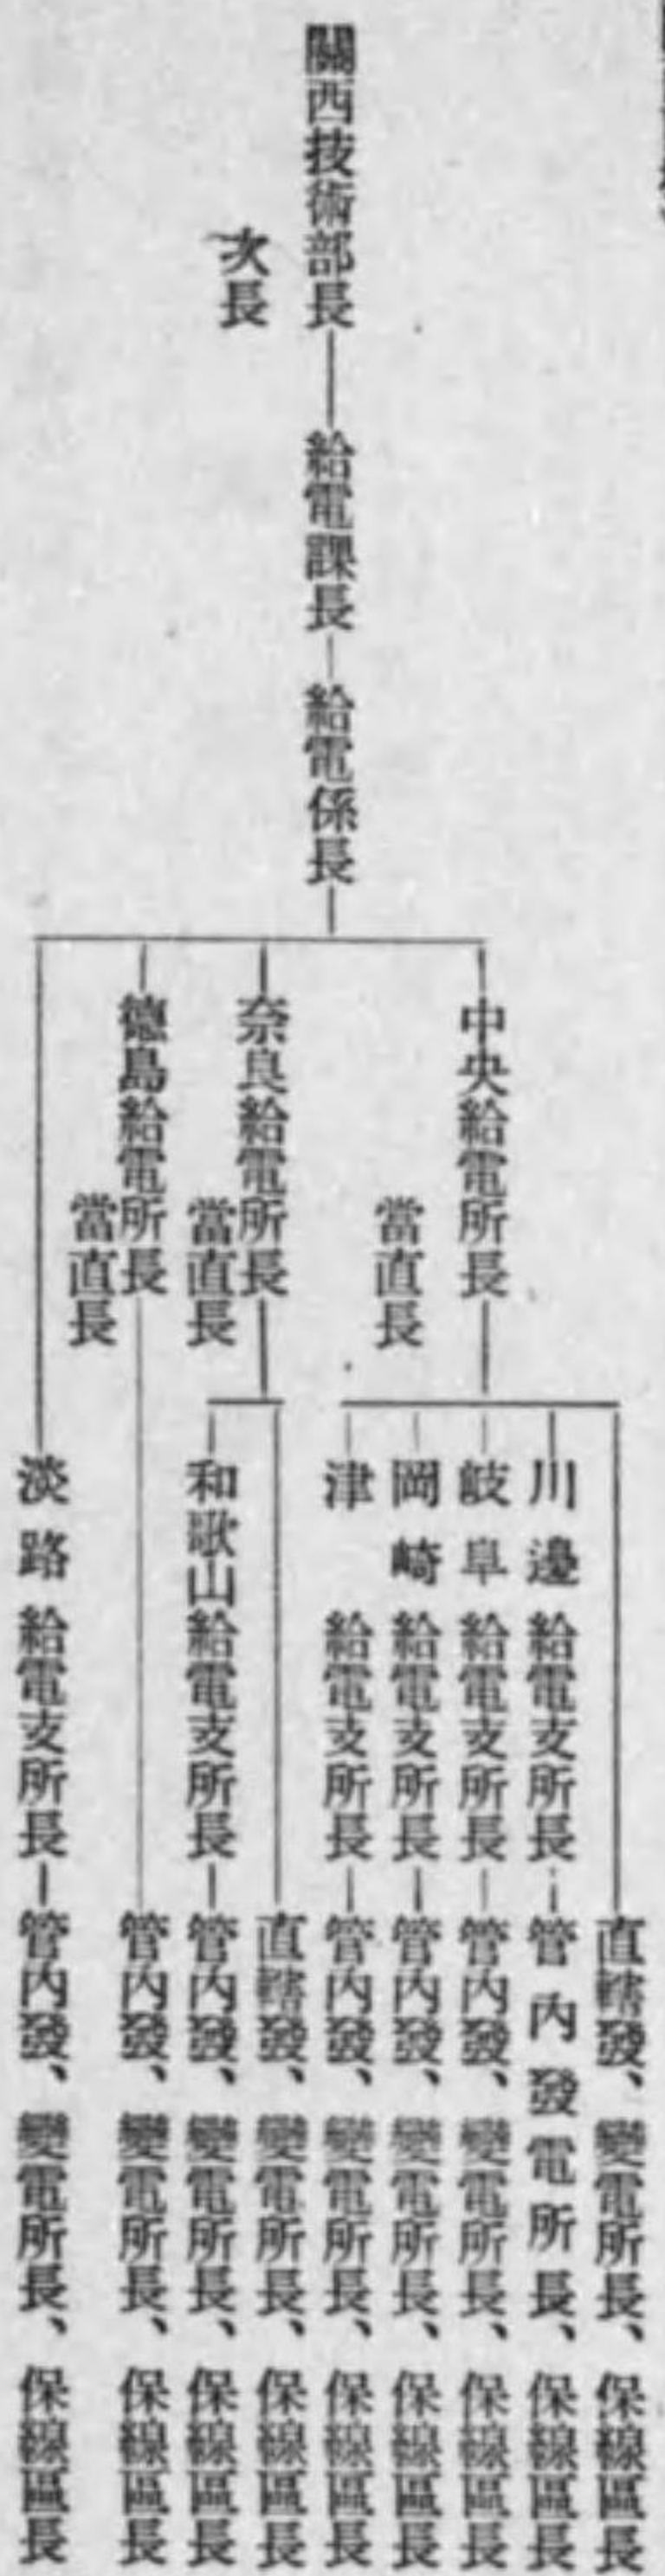 關西技術部長
次長
給電課長
給電係長
中央給電所長
當直長
奈良給電所長
當直長
德島給電所長
當直長
直轄發、變電所長、保線區長
川邊給電支所長
管內發電所長、保線區長
岐阜給電支所長
管內發、變電所長、保線區長
岡崎給電支所長
管內發、變電所長、保線區長
津給電支所長
管內發、變電所長、保線區長
直轄發、變電所長、保線區長
和歌山給電支所長
管內發、變電所長、保線區長
管內發、變電所長、保線區長
淡路給電支所長
管內發、變電所長、保線區長